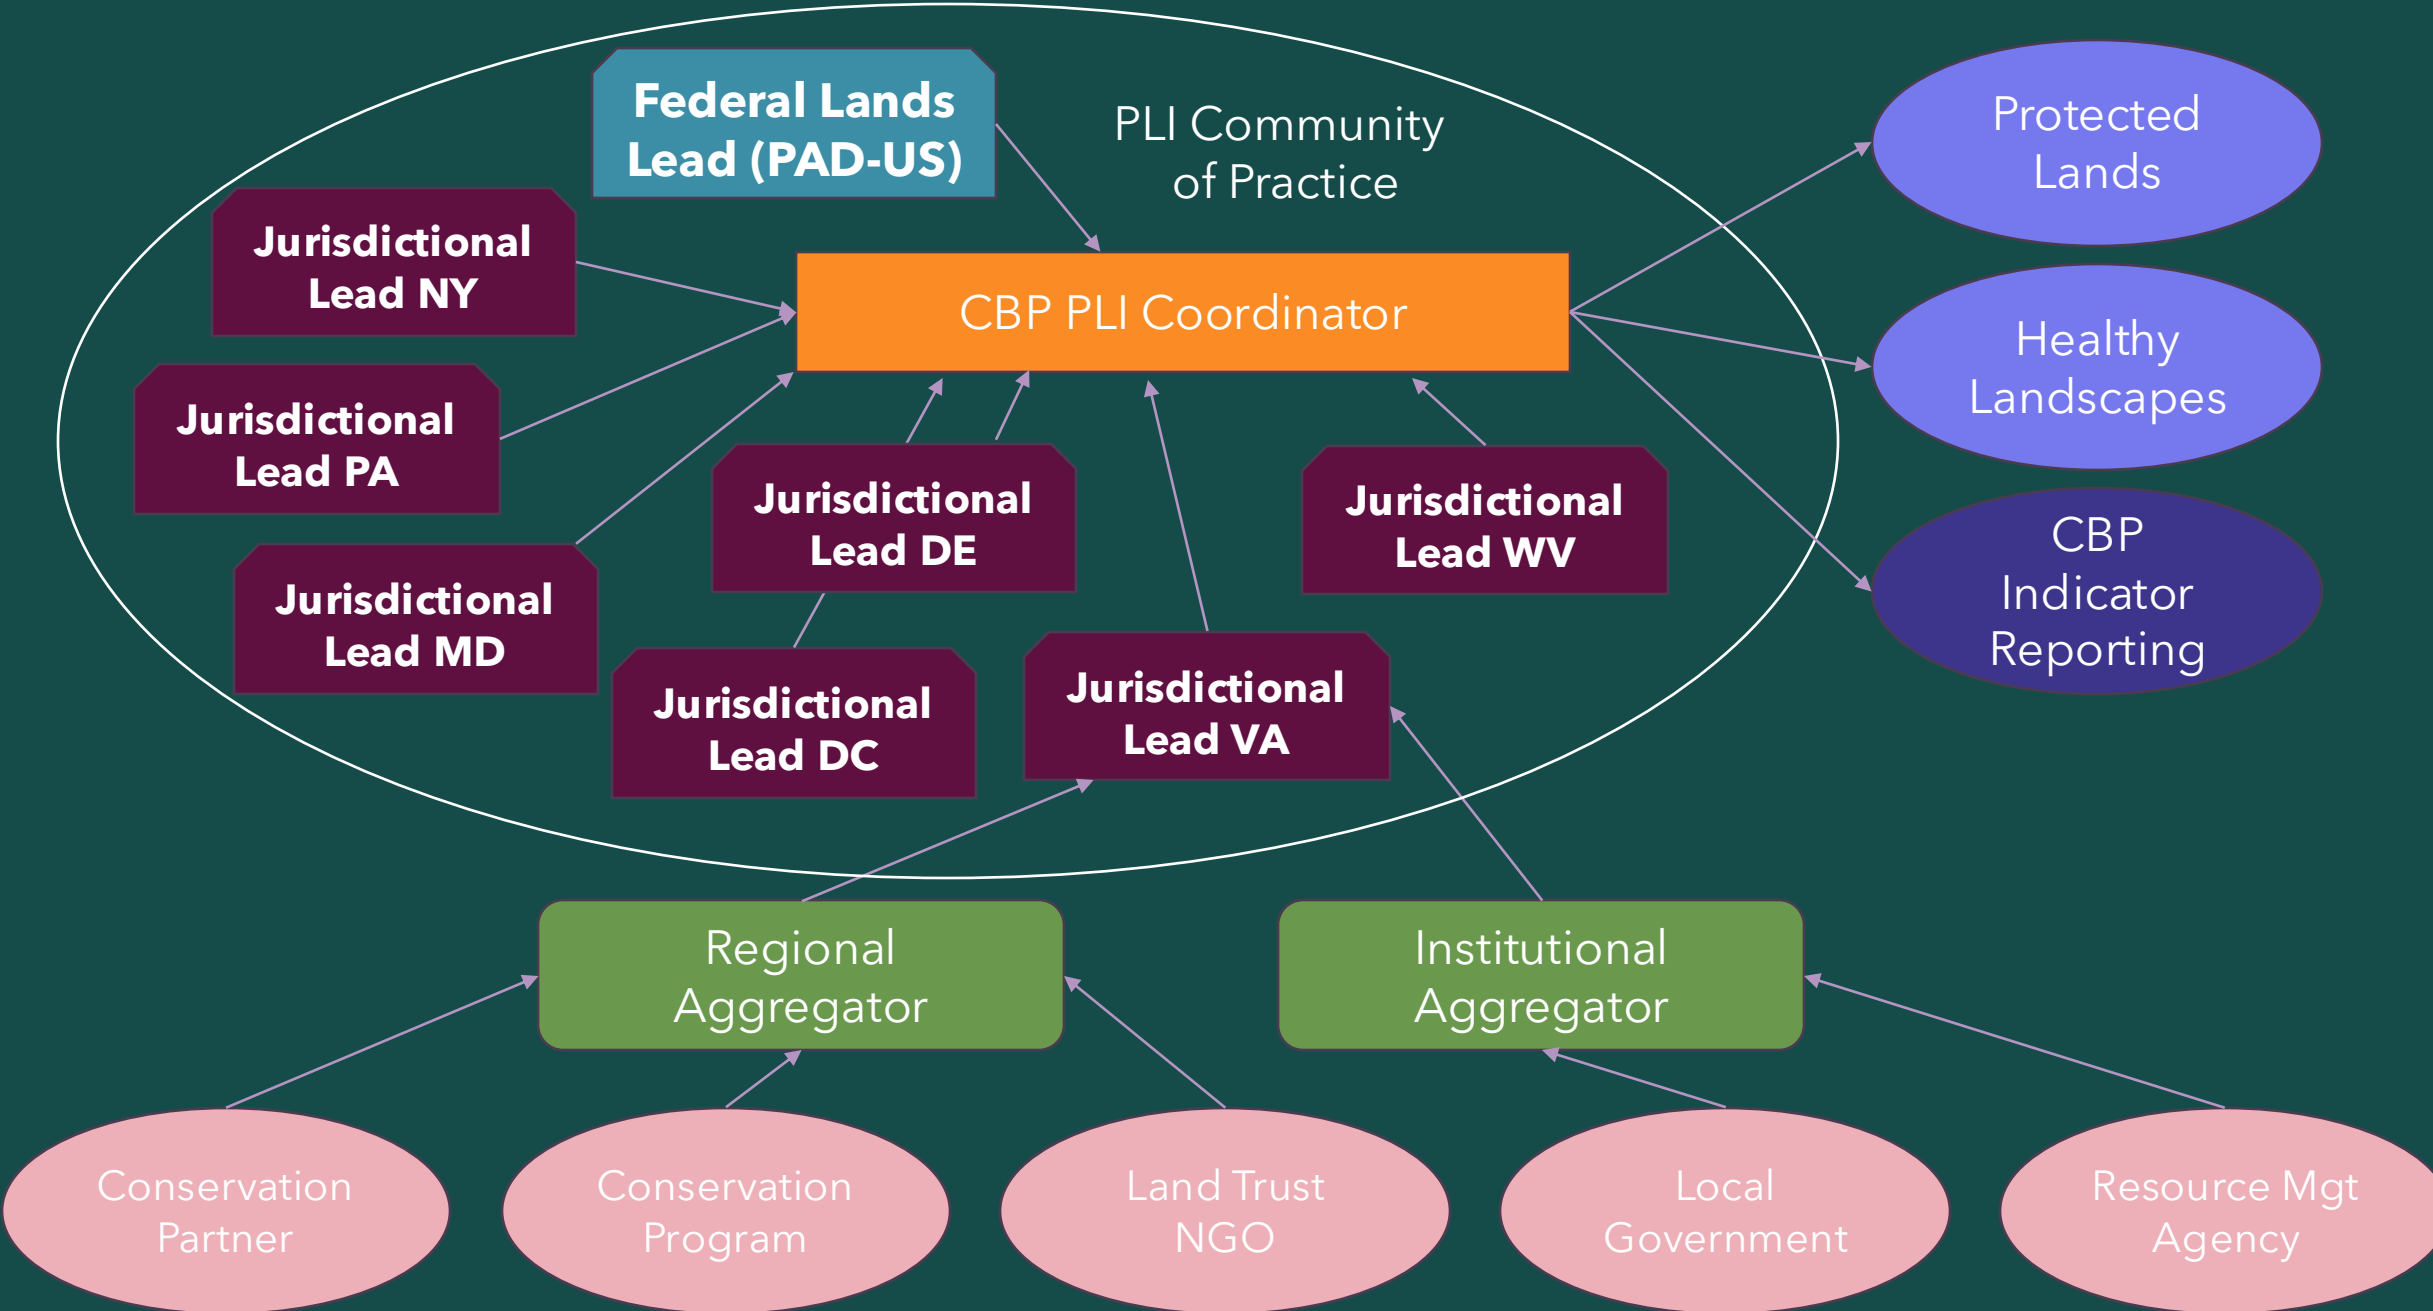 Federal Lands
Lead (PAD-US)
PLI Community
of Practice
Protected
Lands
Jurisdictional
Lead NY
CBP PLI Coordinator
Healthy
Landscapes
Jurisdictional
Lead PA
Jurisdictional
Lead DE
Jurisdictional
Lead WV
CBP
Indicator
Reporting
Jurisdictional
Lead MD
Jurisdictional
Lead DC
Jurisdictional
Lead VA
Regional
Aggregator
Institutional
Aggregator
Conservation
Partner
Conservation
Program
Land Trust
NGO
Local
Government
Resource Mgt
Agency